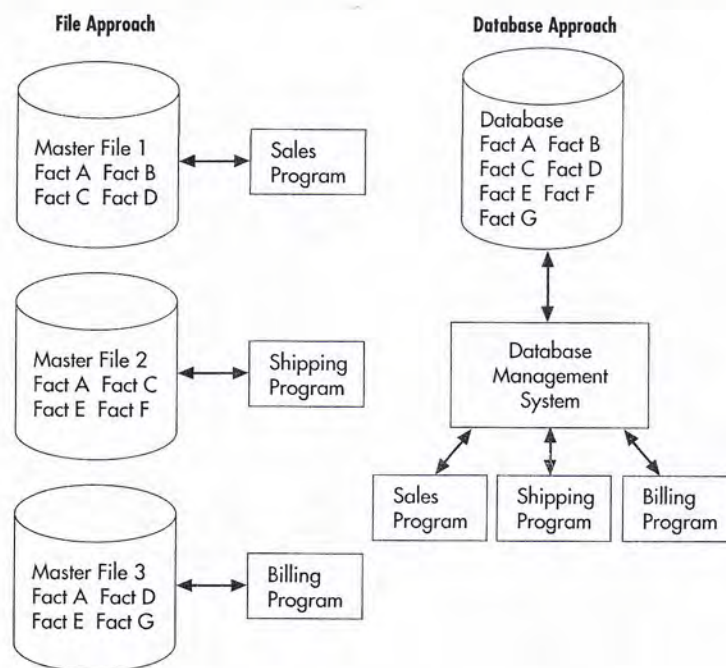 File Approach
Master File 1
Fact A Fact B
Fact C Fact D
Sales
Program
Master File 2
Fact A Fact C
Fact E Fact F
Shipping
Program
Master File 3
Fact A Fact D
Fact E Fact G
Billing
Program
Database Approach
Database
Fact A Fact B
Fact C Fact D
Fact E Fact F
Fact G
Database
Management
System
Sales
Program
Shipping
Program
Billing
Program